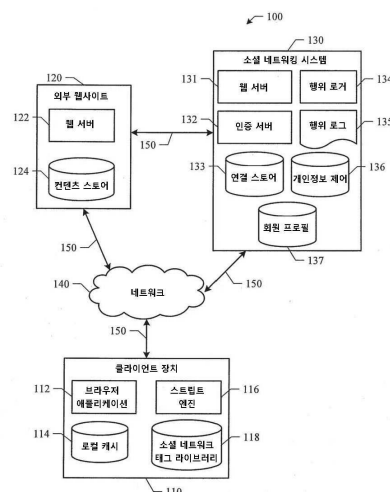 100
130
소셜 네트워킹 시스템
131
웹 서버
행위 로거
134
132
인증 서버
행위 로그
135
133
연결 스토어
개인정보 제어
136
회원 프로필
137
120
외부 웹사이트
122
웹 서버
124
컨텐츠 스토어
150
150
150
140
네트워크
150
클라이언트 장치
112
브라우저
애플리케이션
스트립트
엔진
116
114
로컬 캐시
소셜 네트워크
태그 라이브러리
118
110